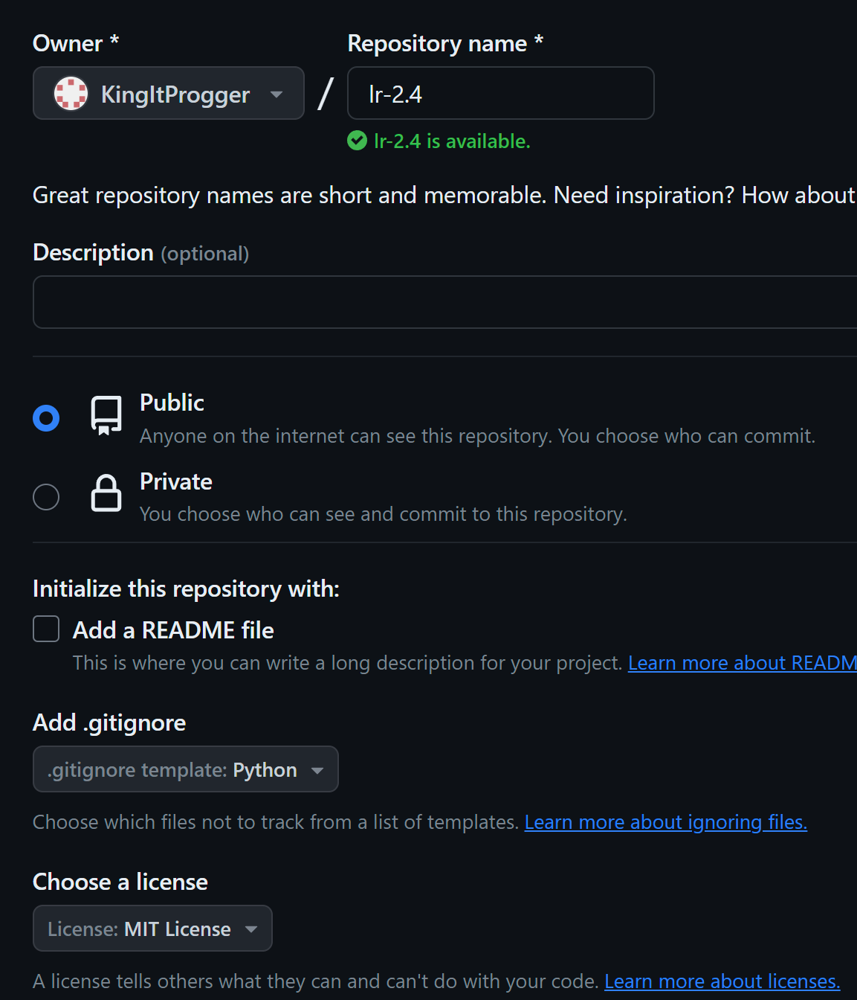 Owner * Repository name *
KingItProgger / lr-2.4
lr-2.4 is available.
Great repository names are short and memorable. Need inspiration? How about
Description (optional)
Public
Anyone on the internet can see this repository. You choose who can commit.
Private
You choose who can see and commit to this repository.
Initialize this repository with:
Add a README file
This is where you can write a long description for your project. Learn more about READM
Add .gitignore
.gitignore template: Python
Choose which files not to track from a list of templates. Learn more about ignoring files.
Choose a license
License: MIT License
A license tells others what they can and can't do with your code. Learn more about licenses.